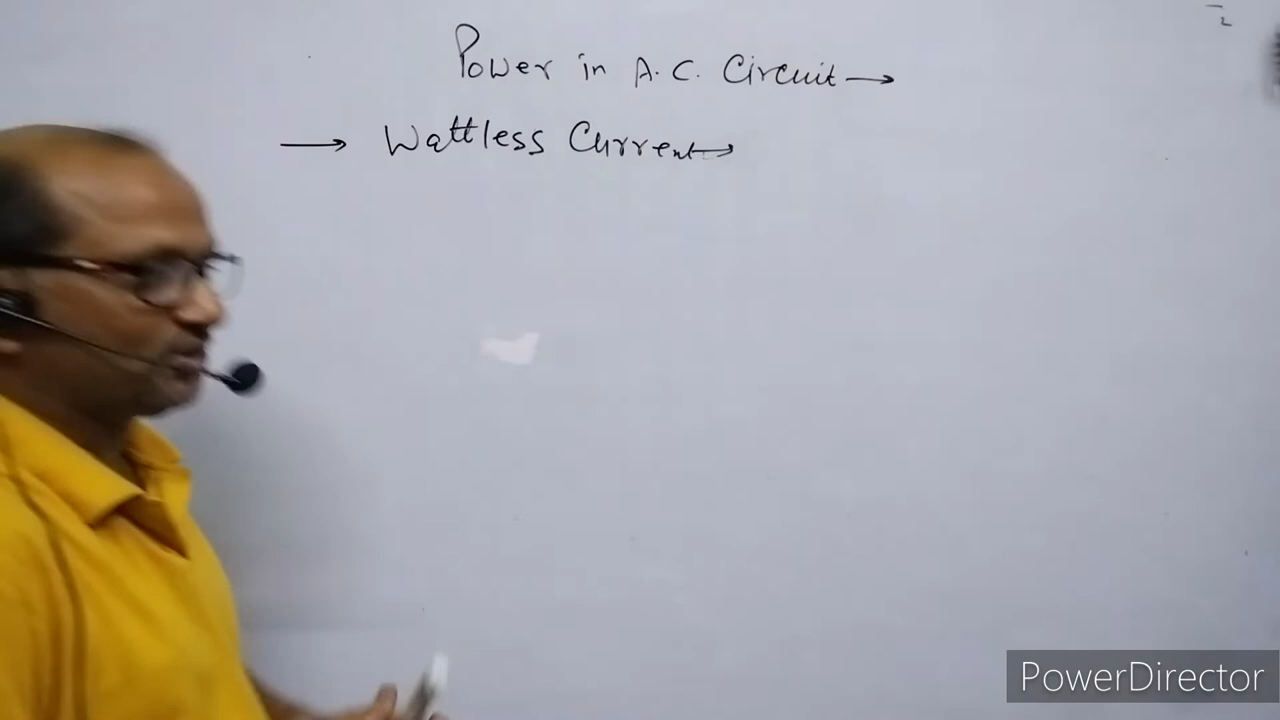 Power in A.C. Circuit →
→ Wattless Current →
PowerDirector